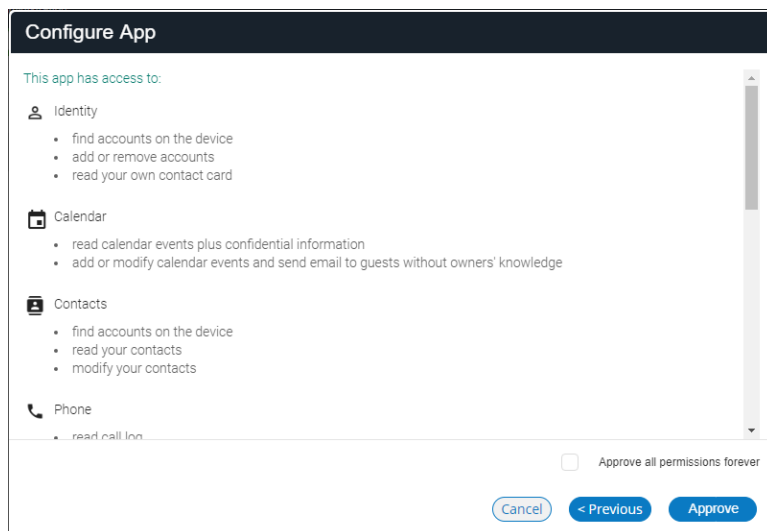 Configure App
This app has access to:
Identity
find accounts on the device
add or remove accounts
read your own contact card
Calendar
read calendar events plus confidential information
add or modify calendar events and send email to guests without owners' knowledge
Contacts
find accounts on the device
read your contacts
modify your contacts
Phone
read call log
Approve all permissions forever
Cancel
< Previous
Approve